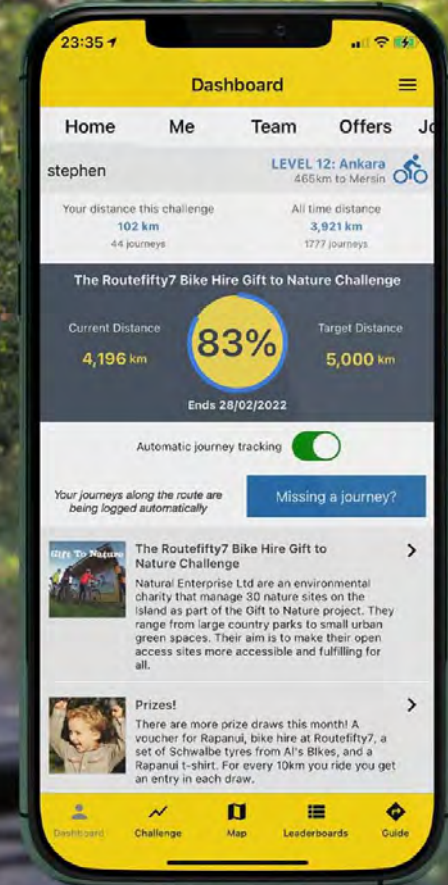 23:35
Dashboard
Home Me Team Offers Jo
stephen
LEVEL 12: Ankara
465km to Mersin
Your distance this challenge
102 km
44 journeys
All time distance
3,921 km
1777 journeys
The Routefifty7 Bike Hire Gift to Nature Challenge
Current Distance
4,196 km
83%
Target Distance
5,000 km
Ends 28/02/2022
Automatic journey tracking
Your journeys along the route are
being logged automatically
Missing a journey?
Gift To Nature
The Routefifty7 Bike Hire Gift to
Nature Challenge
Natural Enterprise Ltd are an environmental
charity that manage 30 nature sites on the
Island as part of the Gift to Nature project. They
range from large country parks to small urban
green spaces. Their aim is to make their open
access sites more accessible and fulfilling for
all.
Prizes!
There are more prize draws this month! A
voucher for Rapanui, bike hire at Routefifty7, a
set of Schwalbe tyres from Al's Bikes, and a
Rapanui t-shirt. For every 10km you ride you get
an entry in each draw.
Dashboard
Challenge
Map
Leaderboards
Guide